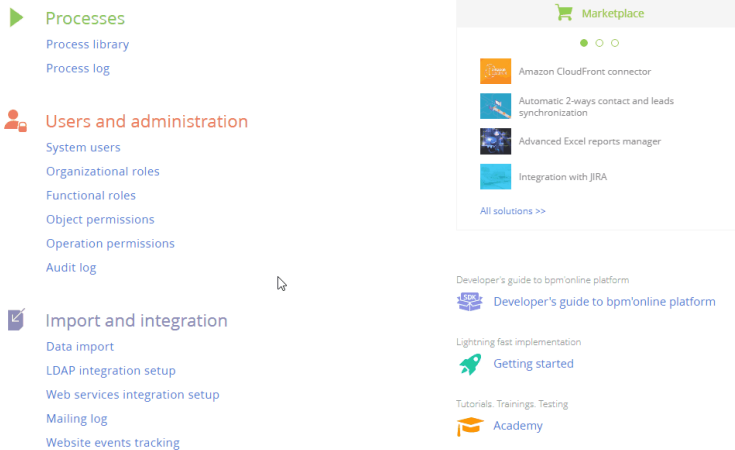 Processes
Process library
Process log
Users and administration
System users
Organizational roles
Functional roles
Object permissions
Operation permissions
Audit log
Import and integration
Data import
LDAP integration setup
Web services integration setup
Mailing log
Website events tracking
Marketplace
Amazon CloudFront connector
Automatic 2-ways contact and leads
synchronization
Advanced Excel reports manager
Integration with JIRA
All solutions >>
Developer's guide to bpm'online platform
SDK
Developer's guide to bpm'online platform
Lightning fast implementation
Getting started
Tutorials. Trainings. Testing
Academy